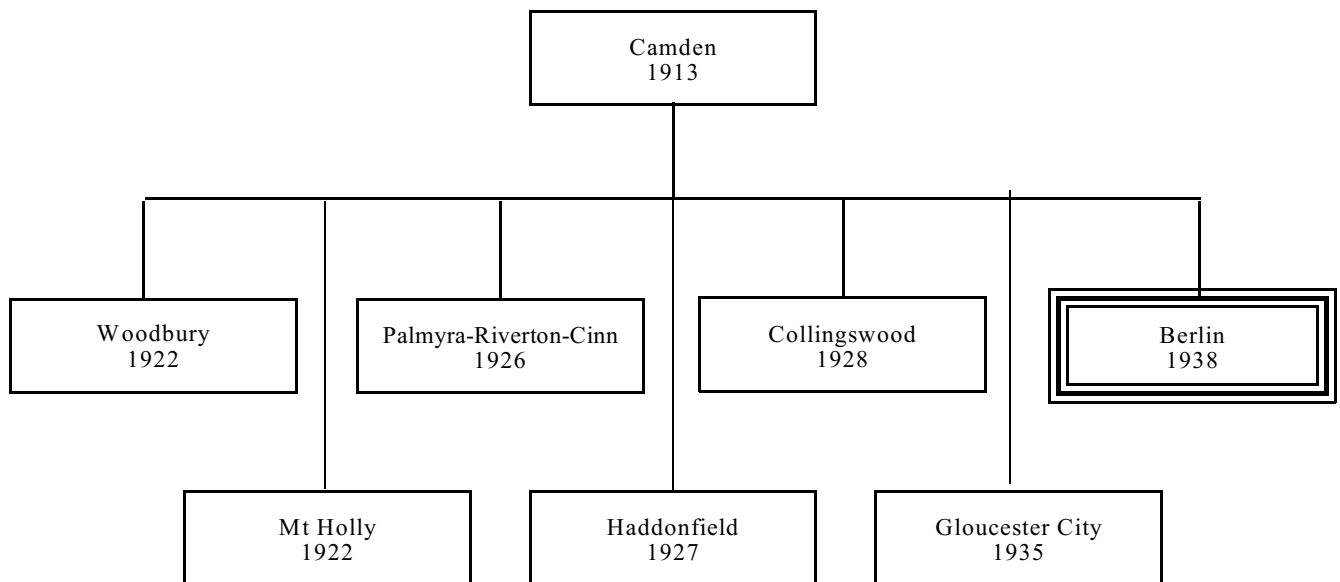 Camden
1913
Woodbury
1922
Palmyra-Riverton-Cinn
1926
Collingswood
1928
Berlin
1938
Mt Holly
1922
Haddonfield
1927
Gloucester City
1935